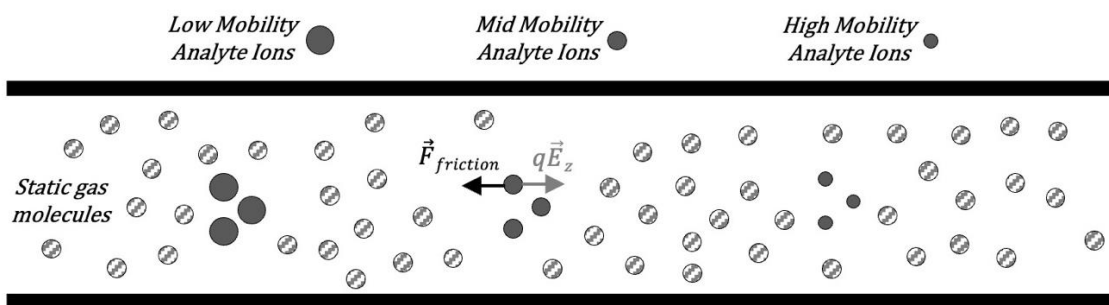 Low Mobility
Analyte Ions
Mid Mobility
Analyte Ions
High Mobility
Analyte Ions
Static gas
molecules
F⃗friction
qE⃗z